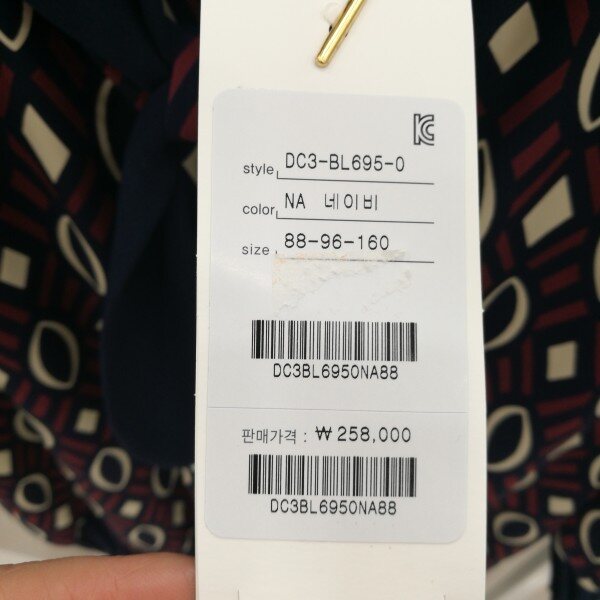 KC
style DC3-BL695-0
color NA 네이비
size 88-96-160
DC3BL6950NA88
판매가격 : ₩ 258,000
DC3BL6950NA88